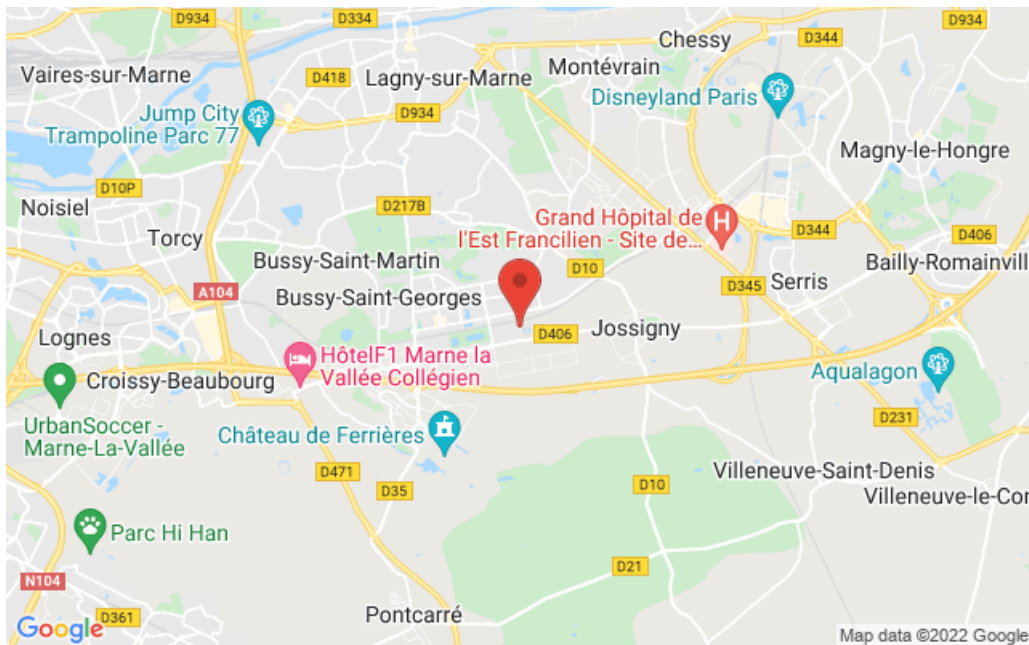 D934
D334
D934
Chessy
D344
Vaires-sur-Marne
D418
Lagny-sur-Marne
Montévrain
Disneyland Paris
Jump City
Trampoline Parc 77
D934
Magny-le-Hongre
D10P
Noisiel
D217B
Grand Hôpital de
l'Est Francilien - Site de...
D344
D406
Torcy
Bussy-Saint-Martin
D10
Bailly-Romainvill
A104
Bussy-Saint-Georges
D345
Serris
Lognes
D406
Jossigny
HôtelF1 Marne la
Vallée Collégien
Croissy-Beaubourg
Aqualagon
UrbanSoccer -
Marne-La-Vallée
Château de Ferrières
D231
D471
D35
D10
Villeneuve-Saint-Denis
Villeneuve-le-Con
Parc Hi Han
D21
N104
D361
Pontcarré
Google
Map data ©2022 Google